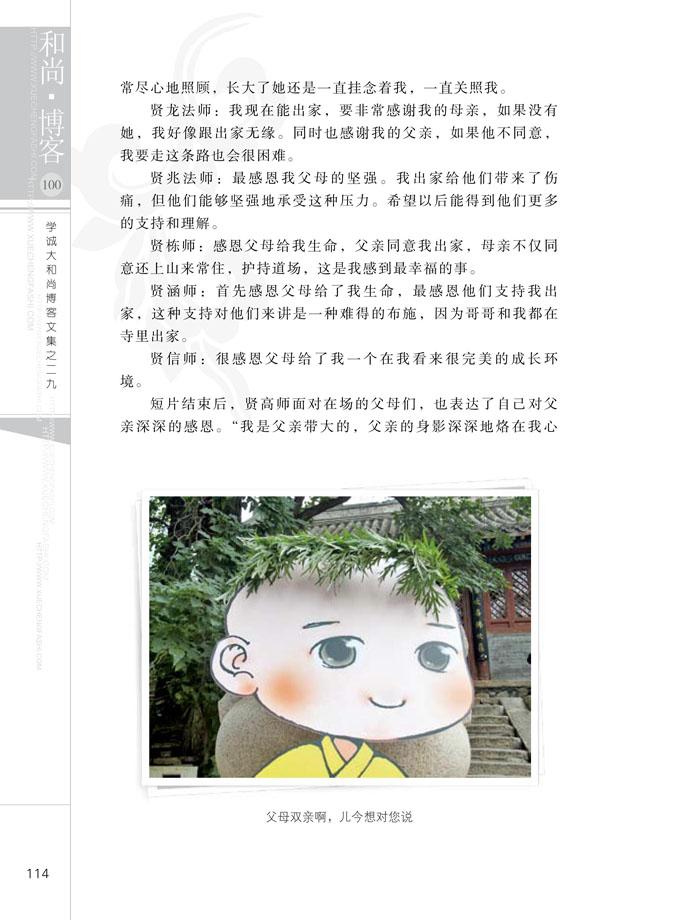 和尚·博客
100
HTTP://WWW.XUECHENGFASHI.COM
学诚大和尚博客文集之二九
常尽心地照顾，长大了她还是一直挂念着我，一直关照我。
贤龙法师：我现在能出家，要非常感谢我的母亲，如果没有
她，我好像跟出家无缘。同时也感谢我的父亲，如果他不同意，
我要走这条路也会很困难。
贤兆法师：最感恩我父母的坚强。我出家给他们带来了伤
痛，但他们能够坚强地承受这种压力。希望以后能得到他们更多
的支持和理解。
贤栋师：感恩父母给我生命，父亲同意我出家，母亲不仅同
意还上山来常住，护持道场，这是我感到最幸福的事。
贤涵师：首先感恩父母给了我生命，最感恩他们支持我出
家，这种支持对他们来讲是一种难得的布施，因为哥哥和我都在
寺里出家。
贤信师：很感恩父母给了我一个在我看来很完美的成长环
境。
短片结束后，贤高师面对在场的父母们，也表达了自己对父
亲深深的感恩。“我是父亲带大的，父亲的身影深深地烙在我心
父母双亲啊，儿今想对您说
114